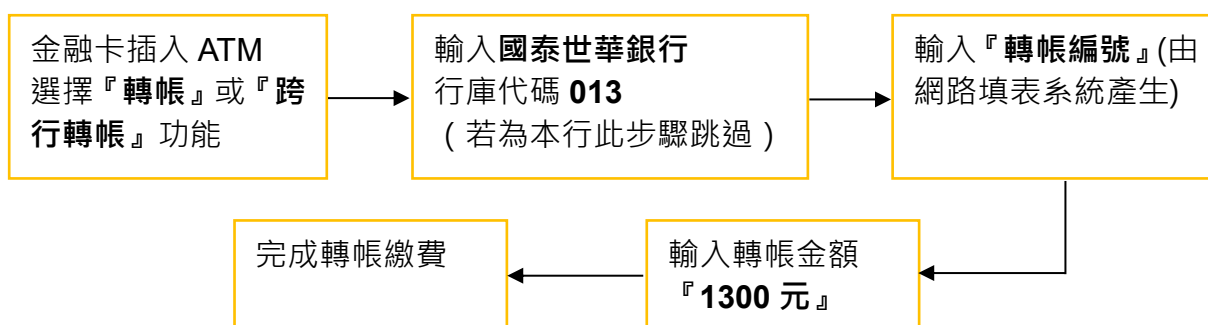 金融卡插入 ATM
選擇『轉帳』或『跨
行轉帳』功能
輸入國泰世華銀行
行庫代碼 013
（若為本行此步驟跳過）
輸入『轉帳編號』(由
網路填表系統產生)
輸入轉帳金額
『1300 元』
完成轉帳繳費